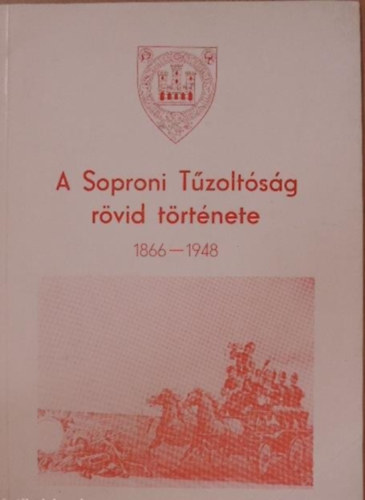 A Soproni Tűzoltóság
rövid története
1866—1948